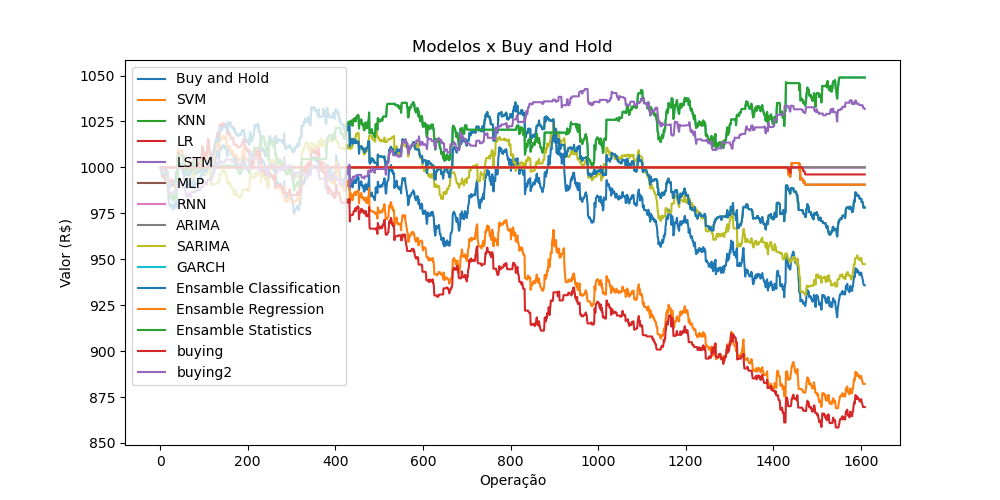 Modelos x Buy and Hold
Valor (R$)
1050
1025
1000
975
950
925
900
875
850
Buy and Hold
SVM
KNN
LR
LSTM
MLP
RNN
ARIMA
SARIMA
GARCH
Ensamble Classification
Ensamble Regression
Ensamble Statistics
buying
buying2
0 200 400 600 800 1000 1200 1400 1600
Operação